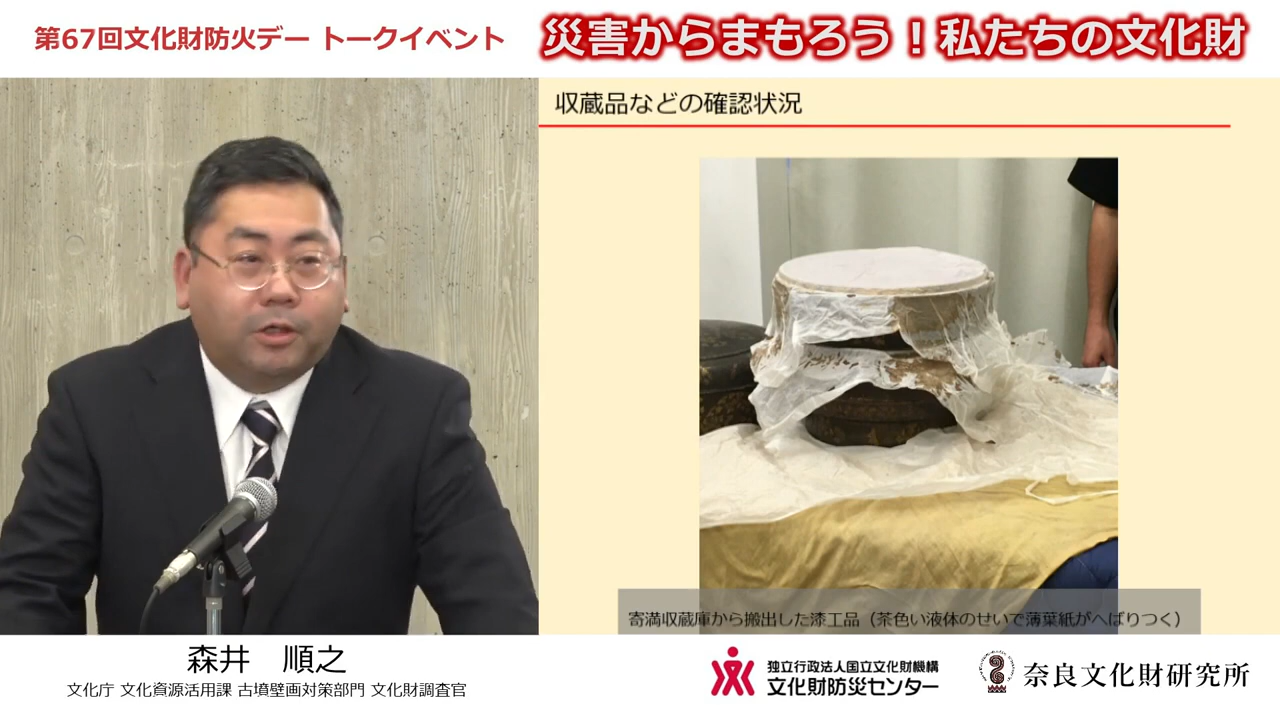 第67回文化財防火デー トークイベント
災害からまもろう！私たちの文化財
収蔵品などの確認状況
寄満収蔵庫から搬出した漆工品（茶色い液体のせいで薄葉紙がへばりつく）
森井　順之
文化庁 文化資源活用課 古墳壁画対策部門 文化財調査官
独立行政法人国立文化財機構
文化財防災センター
奈良文化財研究所